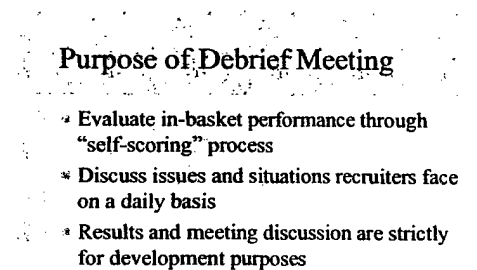 Purpose of Debrief Meeting
Evaluate in-basket performance through
“self-scoring” process
Discuss issues and situations recruiters face
on a daily basis
Results and meeting discussion are strictly
for development purposes